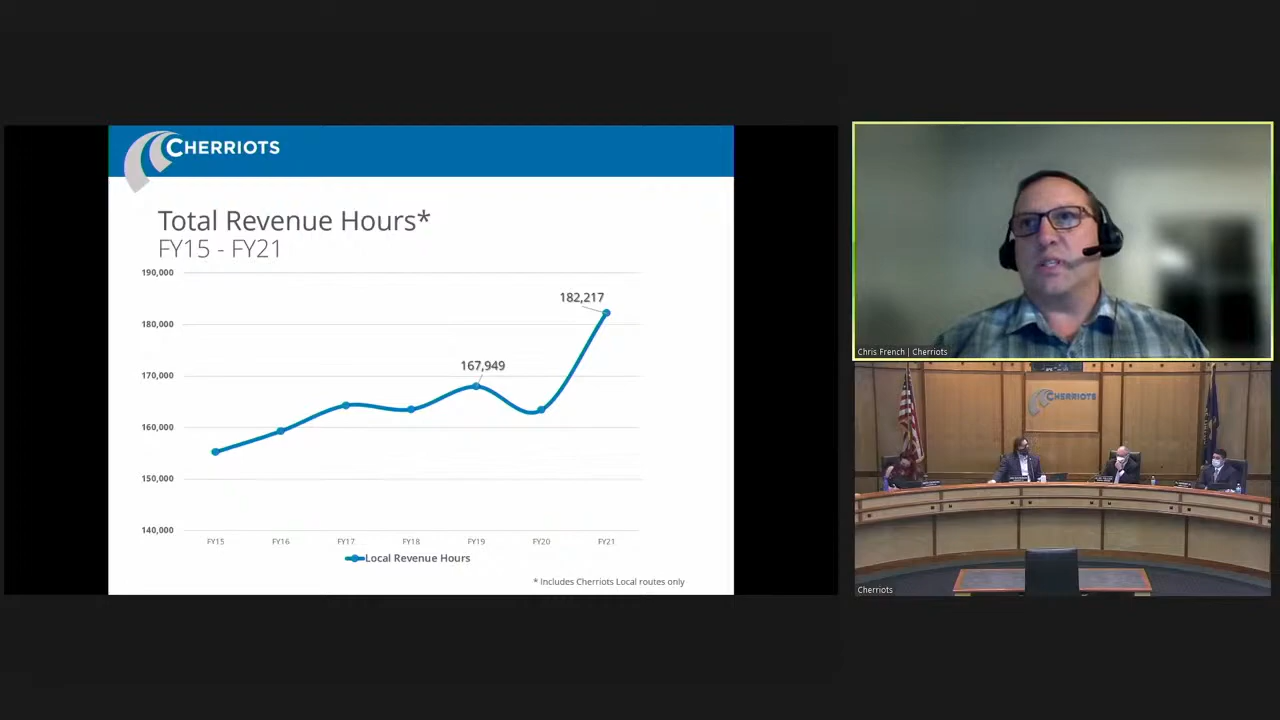 CHERRIOTS
Total Revenue Hours*
FY15 - FY21
190,000
180,000
170,000
160,000
150,000
140,000
182,217
167,949
FY15 FY16 FY17 FY18 FY19 FY20 FY21
Local Revenue Hours
* Includes Cherriots Local routes only
Chris French | Cherriots
CHERRIOTS
Cherriots